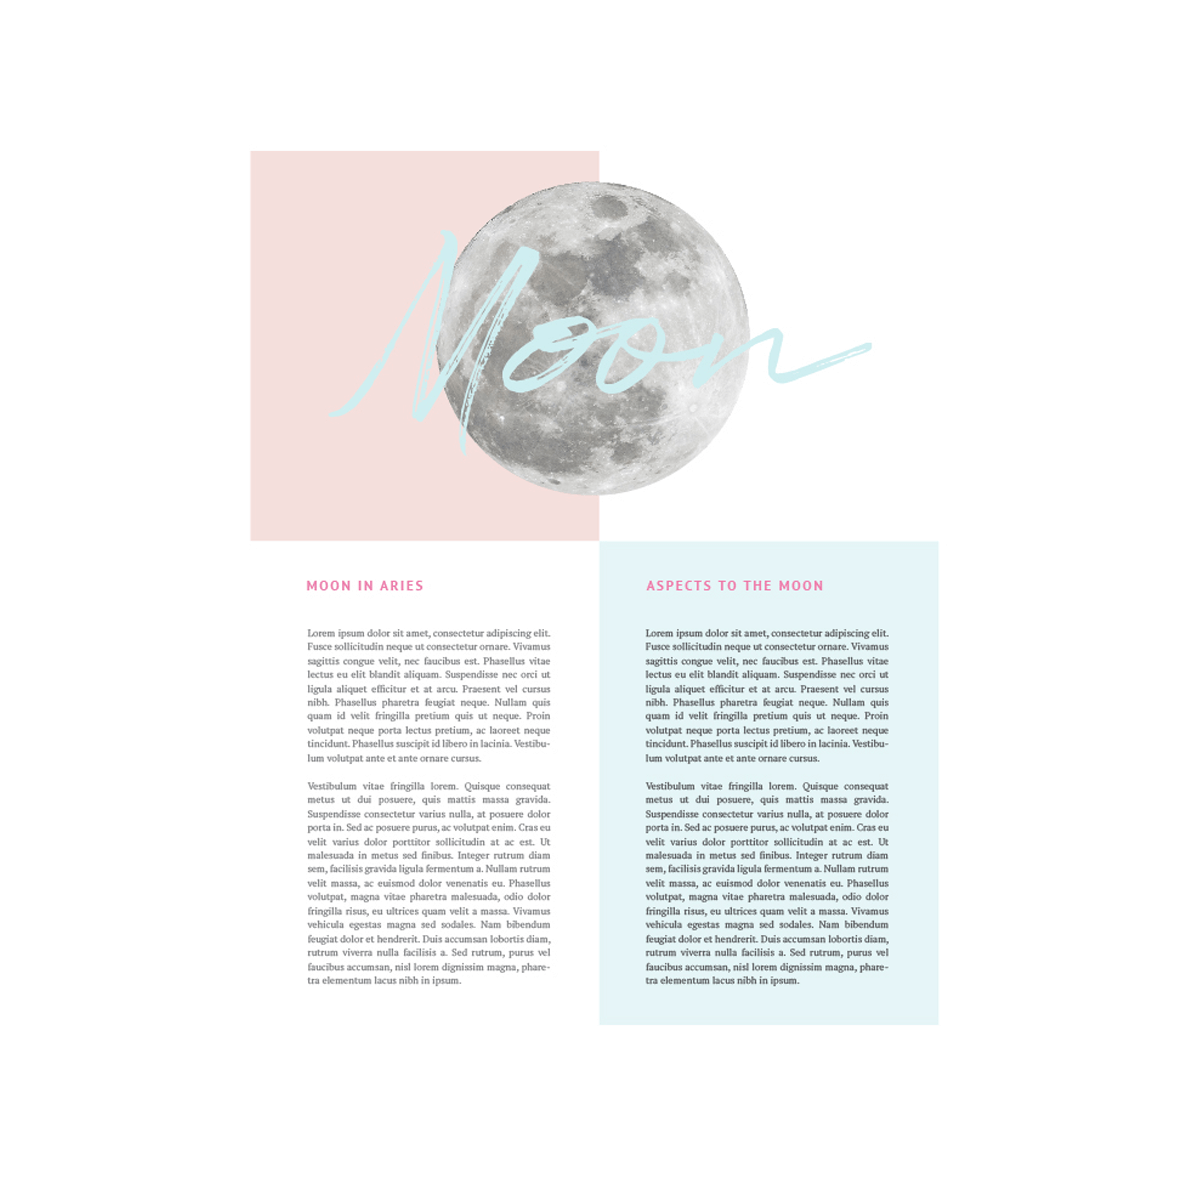 Moon
MOON IN ARIES
Lorem ipsum dolor sit amet, consectetur adipiscing elit.
Fusce sollicitudin neque ut consectetur ornare. Vivamus
sagittis congue velit, nec faucibus est. Phasellus vitae
lectus eu elit blandit aliquam. Suspendisse nec orci ut
ligula aliquet efficitur et at arcu. Praesent vel cursus
nibh. Phasellus pharetra feugiat neque. Nullam quis
quam id velit fringilla pretium quis ut neque. Proin
volutpat neque porta lectus pretium, ac laoreet neque
tincidunt. Phasellus suscipit id libero in lacinia. Vestibu-
lum volutpat ante et ante ornare cursus.
Vestibulum vitae fringilla lorem. Quisque consequat
metus ut dui posuere, quis mattis massa gravida.
Suspendisse consectetur varius nulla, at posuere dolor
porta in. Sed ac posuere purus, ac volutpat enim. Cras eu
velit varius dolor porttitor sollicitudin at ac est. Ut
malesuada in metus sed finibus. Integer rutrum diam
sem, facilisis gravida ligula fermentum a. Nullam rutrum
velit massa, ac euismod dolor venenatis eu. Phasellus
volutpat, magna vitae pharetra malesuada, odio dolor
fringilla risus, eu ultrices quam velit a massa. Vivamus
vehicula egestas magna sed sodales. Nam bibendum
feugiat dolor et hendrerit. Duis accumsan lobortis diam,
rutrum viverra nulla facilisis a. Sed rutrum, purus vel
faucibus accumsan, nisl lorem dignissim magna, phare-
tra elementum lacus nibh in ipsum.
ASPECTS TO THE MOON
Lorem ipsum dolor sit amet, consectetur adipiscing elit.
Fusce sollicitudin neque ut consectetur ornare. Vivamus
sagittis congue velit, nec faucibus est. Phasellus vitae
lectus eu elit blandit aliquam. Suspendisse nec orci ut
ligula aliquet efficitur et at arcu. Praesent vel cursus
nibh. Phasellus pharetra feugiat neque. Nullam quis
quam id velit fringilla pretium quis ut neque. Proin
volutpat neque porta lectus pretium, ac laoreet neque
tincidunt. Phasellus suscipit id libero in lacinia. Vestibu-
lum volutpat ante et ante ornare cursus.
Vestibulum vitae fringilla lorem. Quisque consequat
metus ut dui posuere, quis mattis massa gravida.
Suspendisse consectetur varius nulla, at posuere dolor
porta in. Sed ac posuere purus, ac volutpat enim. Cras eu
velit varius dolor porttitor sollicitudin at ac est. Ut
malesuada in metus sed finibus. Integer rutrum diam
sem, facilisis gravida ligula fermentum a. Nullam rutrum
velit massa, ac euismod dolor venenatis eu. Phasellus
volutpat, magna vitae pharetra malesuada, odio dolor
fringilla risus, eu ultrices quam velit a massa. Vivamus
vehicula egestas magna sed sodales. Nam bibendum
feugiat dolor et hendrerit. Duis accumsan lobortis diam,
rutrum viverra nulla facilisis a. Sed rutrum, purus vel
faucibus accumsan, nisl lorem dignissim magna, phare-
tra elementum lacus nibh in ipsum.